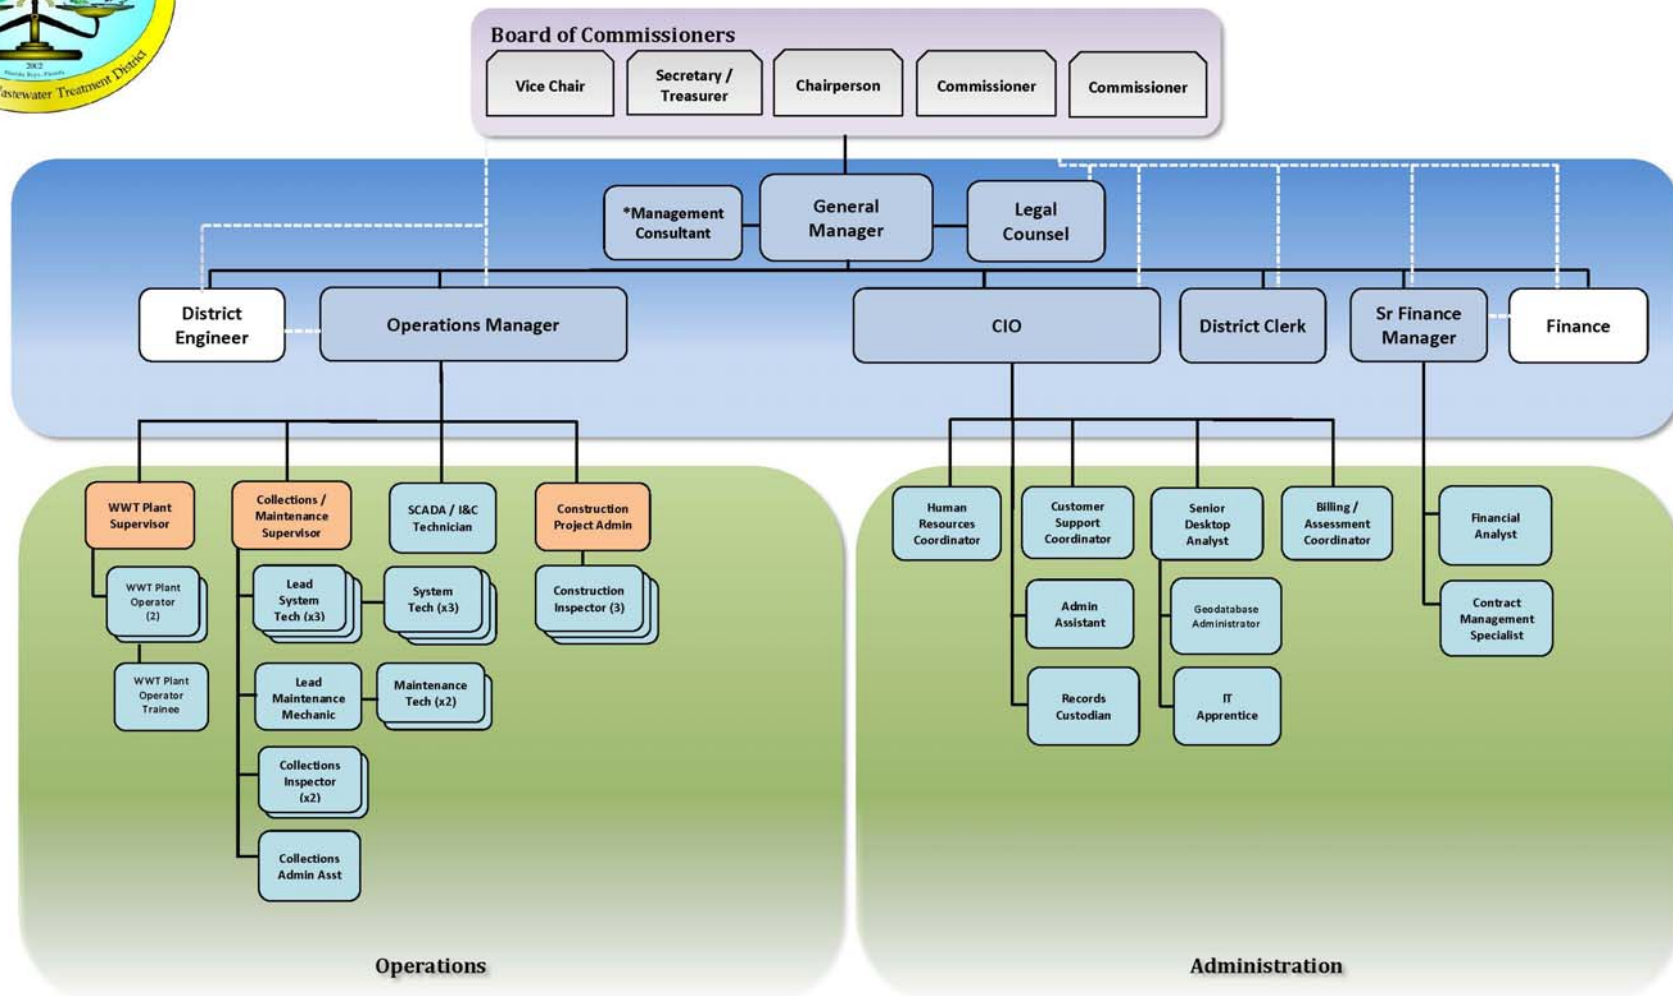 2002
Florida Keys, Florida
Wastewater Treatment District
Board of Commissioners
Vice Chair
Secretary /
Treasurer
Chairperson
Commissioner
Commissioner
*Management
Consultant
General
Manager
Legal
Counsel
District
Engineer
Operations Manager
CIO
District Clerk
Sr Finance
Manager
Finance
WWT Plant
Supervisor
Collections /
Maintenance
Supervisor
SCADA / I&C
Technician
Construction
Project Admin
WWT Plant
Operator
(2)
Lead
System
Tech (x3)
System
Tech (x3)
Construction
Inspector (3)
WWT Plant
Operator
Trainee
Lead
Maintenance
Mechanic
Maintenance
Tech (x2)
Collections
Inspector
(x2)
Collections
Admin Asst
Operations
Human
Resources
Coordinator
Customer
Support
Coordinator
Senior
Desktop
Analyst
Billing /
Assessment
Coordinator
Financial
Analyst
Admin
Assistant
Geodatabase
Administrator
Contract
Management
Specialist
Records
Custodian
IT
Apprentice
Administration